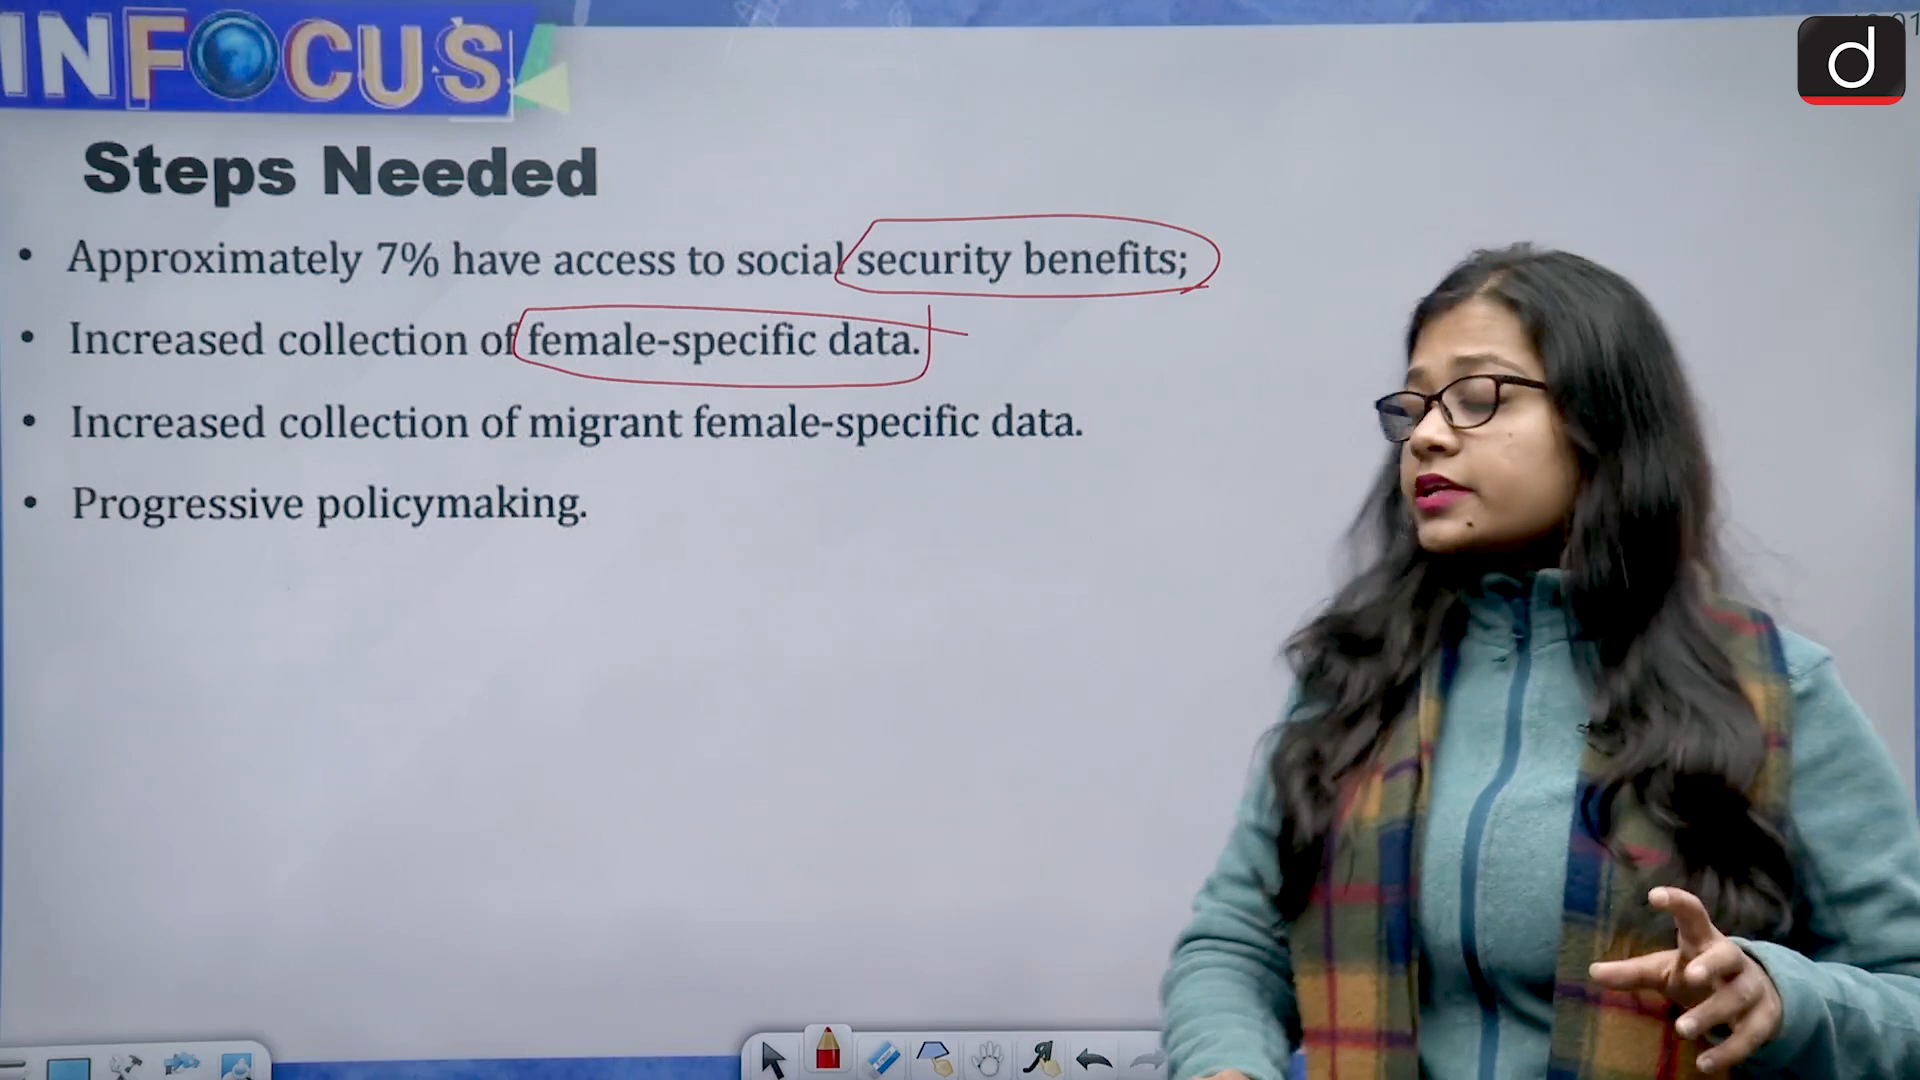 INFOCUS
d
Steps Needed
• Approximately 7% have access to social security benefits;
• Increased collection of female-specific data.
• Increased collection of migrant female-specific data.
• Progressive policymaking.